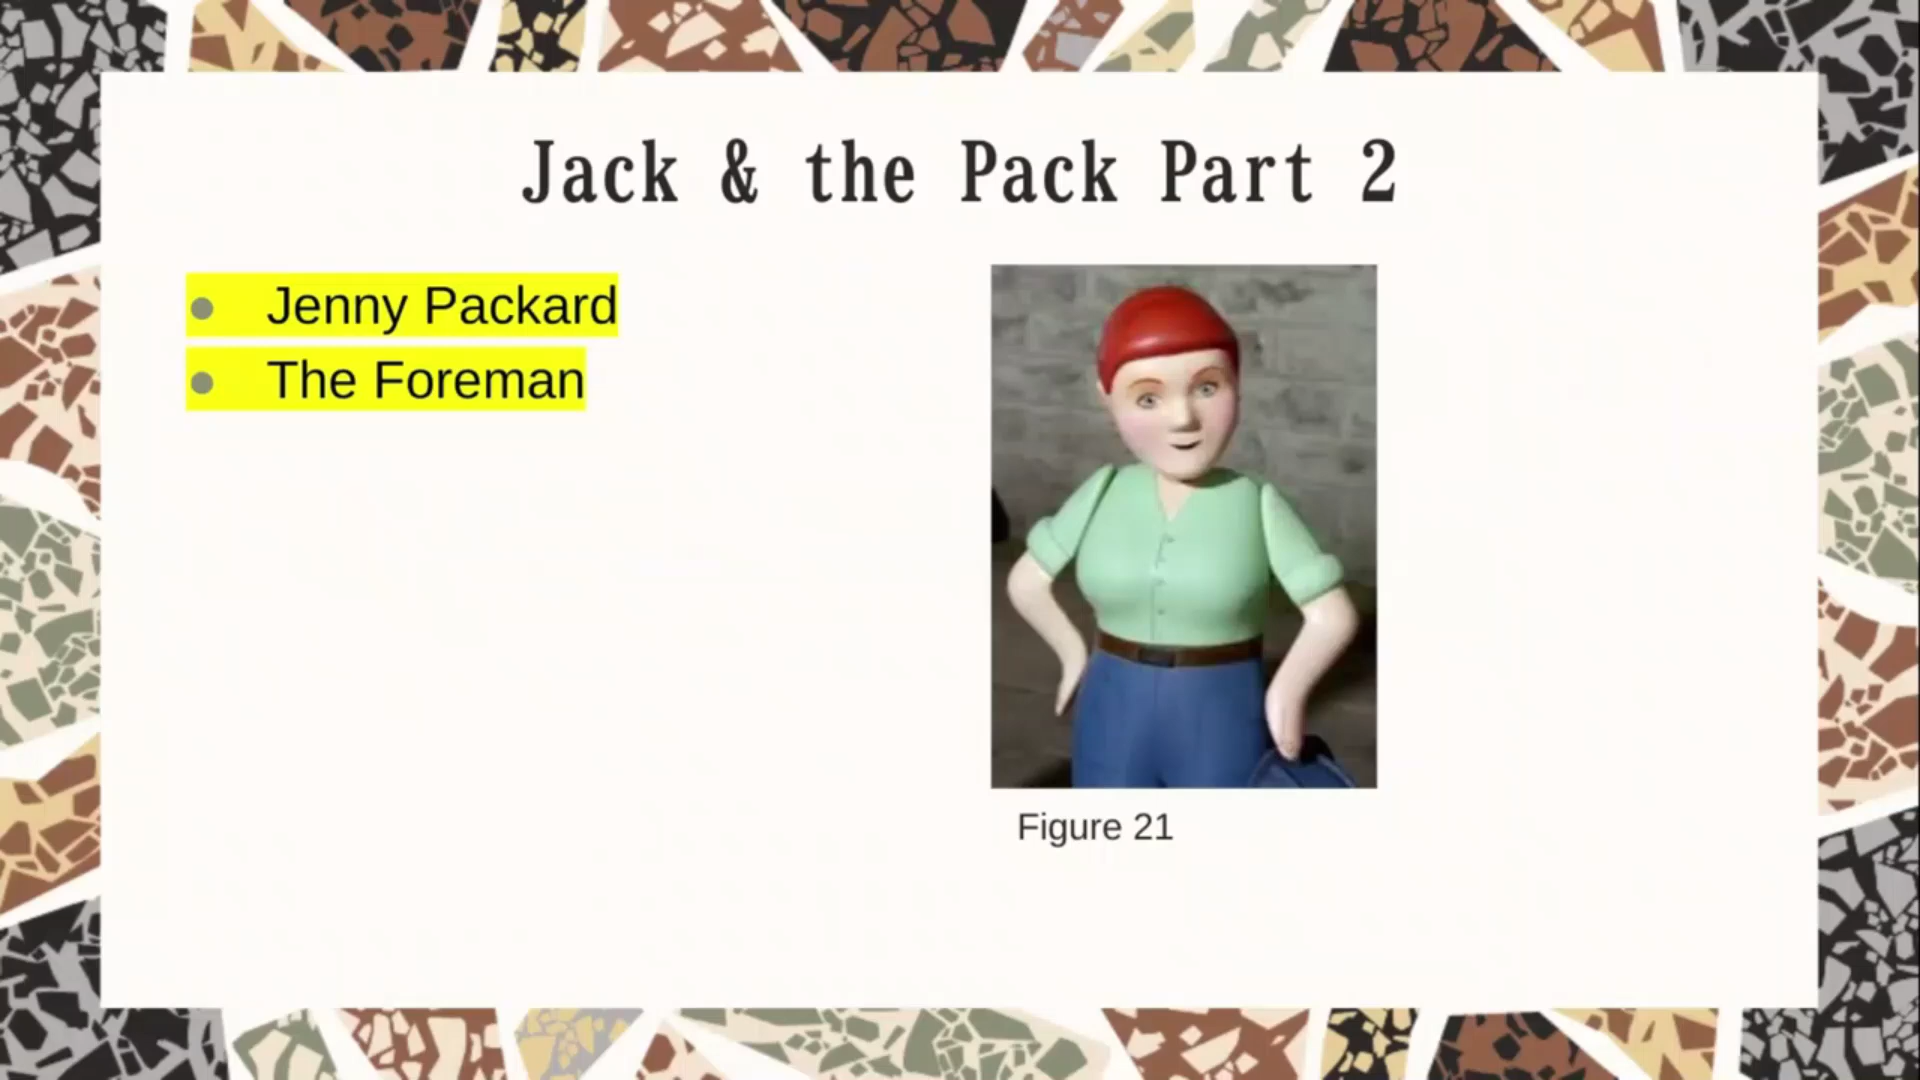 Jack & the Pack Part 2
● Jenny Packard
● The Foreman
Figure 21